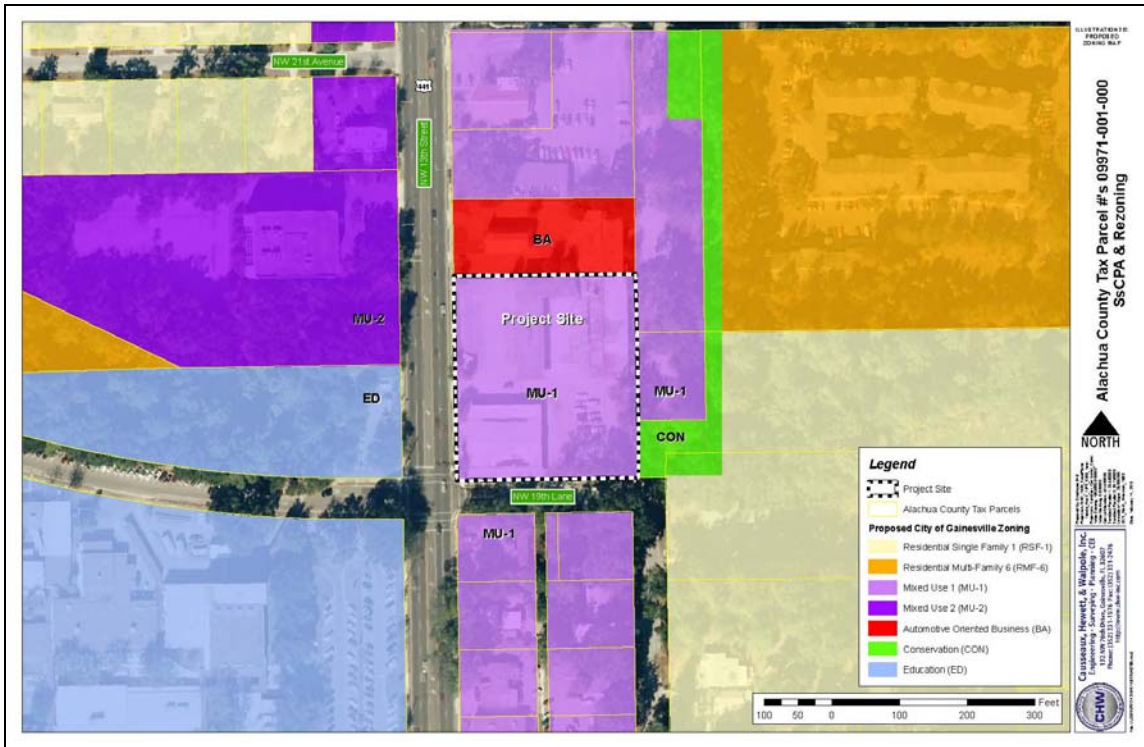 ILLUSTRATION E:
PROPOSED
ZONING MAP
NW 21st Avenue
441
NW 13th Street
BA
Project Site
MU-2
MU-1
MU-1
ED
CON
NW 19th Lane
MU-1
Alachua County Tax Parcel #'s 09971-001-000
SsCPA & Rezoning
NORTH
Legend
Project Site
Alachua County Tax Parcels
Proposed City of Gainesville Zoning
Residential Single Family 1 (RSF-1)
Residential Multi-Family 6 (RMF-6)
Mixed Use 1 (MU-1)
Mixed Use 2 (MU-2)
Automotive Oriented Business (BA)
Conservation (CON)
Education (ED)
Feet
100 50 0 100 200 300
Causseaux, Hewett, & Walpole, Inc.
Engineering - Surveying - Planning - CEI
CHW